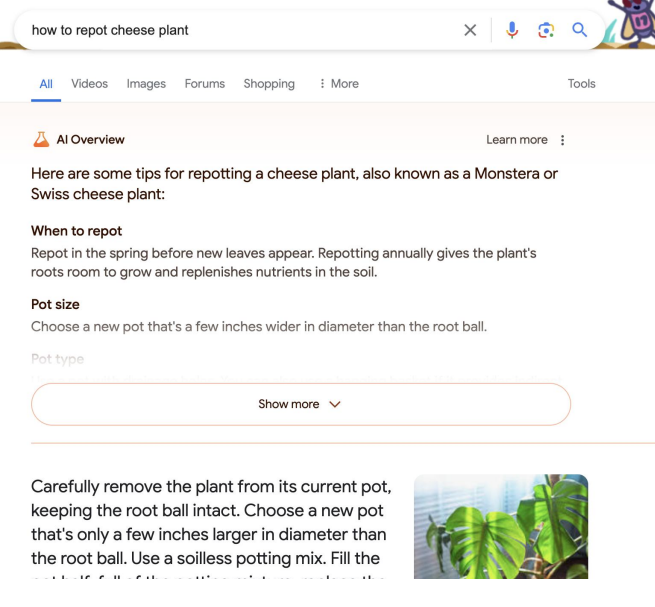 how to repot cheese plant
All Videos Images Forums Shopping More Tools
AI Overview Learn more
Here are some tips for repotting a cheese plant, also known as a Monstera or
Swiss cheese plant:
When to repot
Repot in the spring before new leaves appear. Repotting annually gives the plant's
roots room to grow and replenishes nutrients in the soil.
Pot size
Choose a new pot that's a few inches wider in diameter than the root ball.
Pot type
Show more
Carefully remove the plant from its current pot,
keeping the root ball intact. Choose a new pot
that's only a few inches larger in diameter than
the root ball. Use a soilless potting mix. Fill the